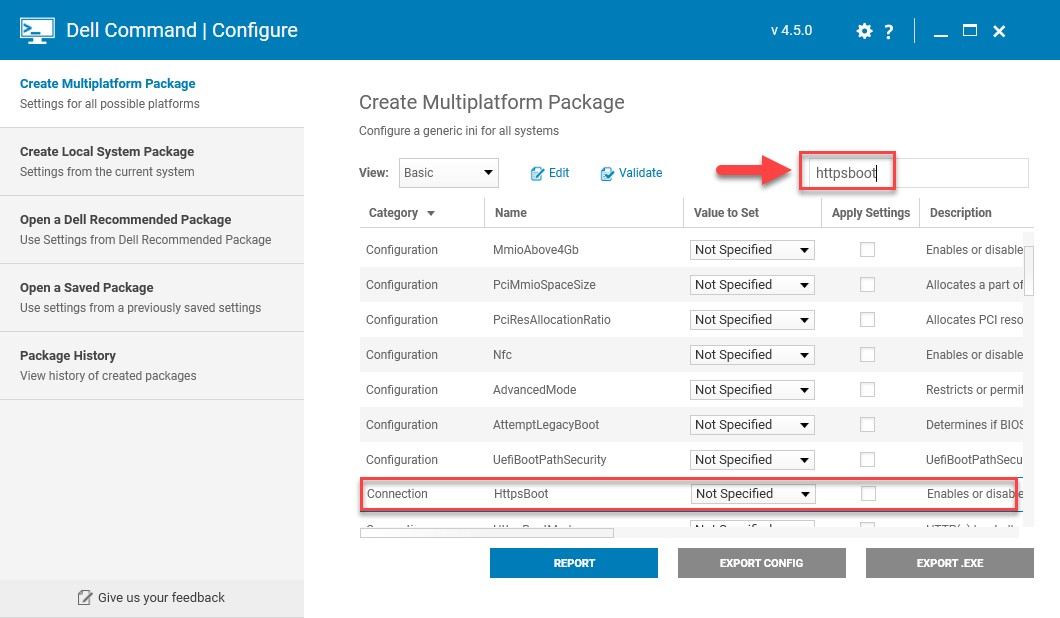 Dell Command | Configure
v 4.5.0
?
Create Multiplatform Package
Settings for all possible platforms
Create Local System Package
Settings from the current system
Open a Dell Recommended Package
Use Settings from Dell Recommended Package
Open a Saved Package
Use settings from a previously saved settings
Package History
View history of created packages
Give us your feedback
Create Multiplatform Package
Configure a generic ini for all systems
View: Basic Edit Validate httpsboot
Category Name Value to Set Apply Settings Description
Configuration MmioAbove4Gb Not Specified Enables or disable
Configuration PciMmioSpaceSize Not Specified Allocates a part of
Configuration PciResAllocationRatio Not Specified Allocates PCI reso
Configuration Nfc Not Specified Enables or disable
Configuration AdvancedMode Not Specified Restricts or permit
Configuration AttemptLegacyBoot Not Specified Determines if BIOS
Configuration UefiBootPathSecurity Not Specified UefiBootPathSecu
Connection HttpsBoot Not Specified Enables or disable
REPORT EXPORT CONFIG EXPORT .EXE